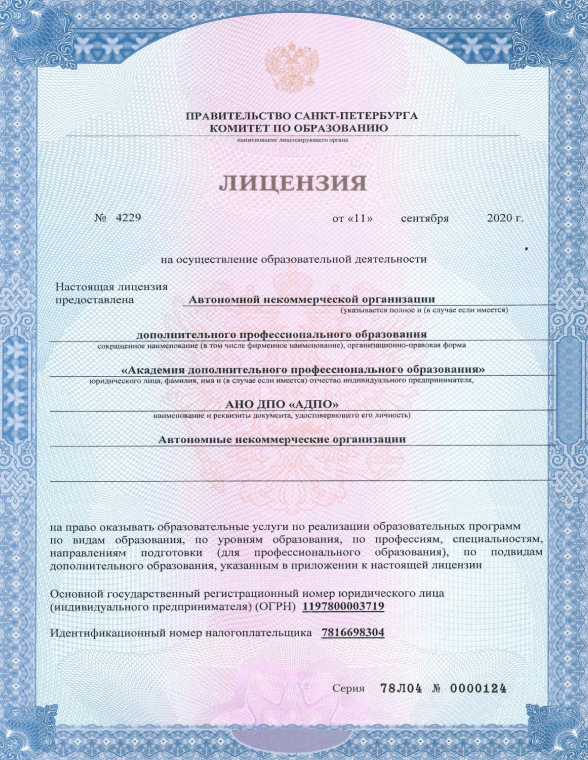 ПРАВИТЕЛЬСТВО САНКТ-ПЕТЕРБУРГА
КОМИТЕТ ПО ОБРАЗОВАНИЮ
наименование лицензирующего органа
ЛИЦЕНЗИЯ
№ 4229 от «11» сентября 2020 г.
на осуществление образовательной деятельности
Настоящая лицензия
предоставлена Автономной некоммерческой организации
(указывается полное и (в случае если имеется)
дополнительного профессионального образования
сокращенное наименование (в том числе фирменное наименование), организационно-правовая форма
«Академия дополнительного профессионального образования»
юридического лица, фамилия, имя и (в случае если имеется) отчество индивидуального предпринимателя,
АНО ДПО «АДПО»
наименование и реквизиты документа, удостоверяющего его личность)
Автономные некоммерческие организации
на право оказывать образовательные услуги по реализации образовательных программ
по видам образования, по уровням образования, по профессиям, специальностям,
направлениям подготовки (для профессионального образования), по подвидам
дополнительного образования, указанным в приложении к настоящей лицензии
Основной государственный регистрационный номер юридического лица
(индивидуального предпринимателя) (ОГРН) 1197800003719
Идентификационный номер налогоплательщика 7816698304
Серия 78Л04 № 0000124